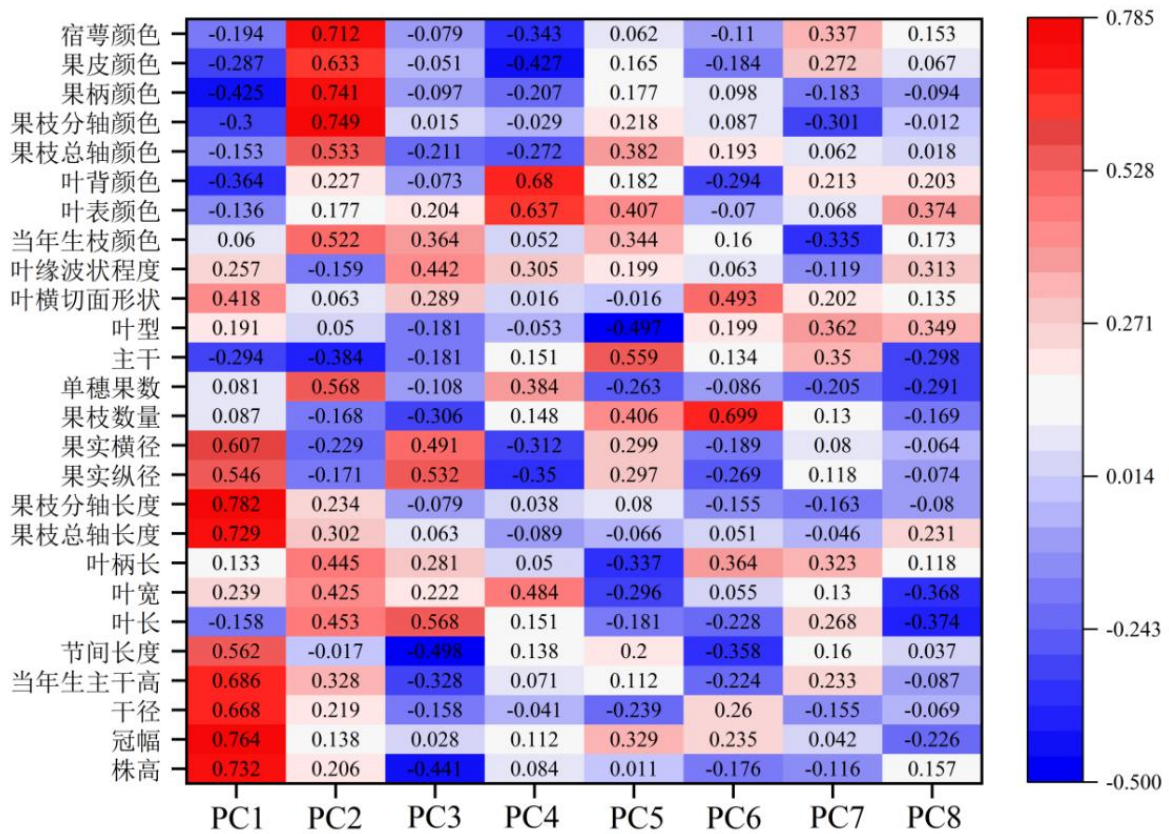 宿萼颜色 -0.194 0.712 -0.079 -0.343 0.062 -0.11 0.337 0.153
果皮颜色 -0.287 0.633 -0.051 -0.427 0.165 -0.184 0.272 0.067
果柄颜色 -0.425 0.741 -0.097 -0.207 0.177 0.098 -0.183 -0.094
果枝分轴颜色 -0.3 0.749 0.015 -0.029 0.218 0.087 -0.301 -0.012
果枝总轴颜色 -0.153 0.533 -0.211 -0.272 0.382 0.193 0.062 0.018
叶背颜色 -0.364 0.227 -0.073 0.68 0.182 -0.294 0.213 0.203
叶表颜色 -0.136 0.177 0.204 0.637 0.407 -0.07 0.068 0.374
当年生枝颜色 0.06 0.522 0.364 0.052 0.344 0.16 -0.335 0.173
叶缘波状程度 0.257 -0.159 0.442 0.305 0.199 0.063 -0.119 0.313
叶横切面形状 0.418 0.063 0.289 0.016 -0.016 0.493 0.202 0.135
叶型 0.191 0.05 -0.181 -0.053 -0.497 0.199 0.362 0.349
主干 -0.294 -0.384 -0.181 0.151 0.559 0.134 0.35 -0.298
单穗果数 0.081 0.568 -0.108 0.384 -0.263 -0.086 -0.205 -0.291
果枝数量 0.087 -0.168 -0.306 0.148 0.406 0.699 0.13 -0.169
果实横径 0.607 -0.229 0.491 -0.312 0.299 -0.189 0.08 -0.064
果实纵径 0.546 -0.171 0.532 -0.35 0.297 -0.269 0.118 -0.074
果枝分轴长度 0.782 0.234 -0.079 0.038 0.08 -0.155 -0.163 -0.08
果枝总轴长度 0.729 0.302 0.063 -0.089 -0.066 0.051 -0.046 0.231
叶柄长 0.133 0.445 0.281 0.05 -0.337 0.364 0.323 0.118
叶宽 0.239 0.425 0.222 0.484 -0.296 0.055 0.13 -0.368
叶长 -0.158 0.453 0.568 0.151 -0.181 -0.228 0.268 -0.374
节间长度 0.562 -0.017 -0.498 0.138 0.2 -0.358 0.16 0.037
当年生主干高 0.686 0.328 -0.328 0.071 0.112 -0.224 0.233 -0.087
干径 0.668 0.219 -0.158 -0.041 -0.239 0.26 -0.155 -0.069
冠幅 0.764 0.138 0.028 0.112 0.329 0.235 0.042 -0.226
株高 0.732 0.206 -0.441 0.084 0.011 -0.176 -0.116 0.157
PC1 PC2 PC3 PC4 PC5 PC6 PC7 PC8
0.785
0.528
0.271
0.014
-0.243
-0.500